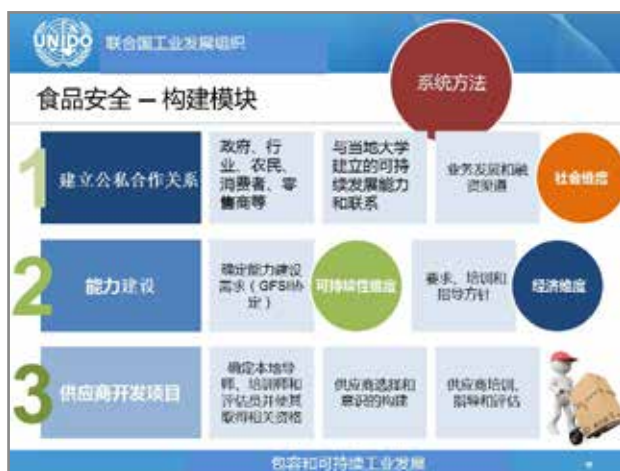 UNIDO 联合国工业发展组织
系统方法
食品安全 — 构建模块
1
建立公私合作关系
政府、行
业、农民、
消费者、零
售商等
与当地大学
建立的可持
续发展能力
和联系
业务发展和融
资渠道
社会维度
2
能力建设
确定能力建设
需求（GFSI协
定）
可持续性维度
要求、培训和
指导方针
经济维度
3
供应商开发项目
确定本地导
师、培训师和
评估员并使其
取得相关资格
供应商选择和
意识的构建
供应商培训、
指导和评估
包容和可持续工业发展